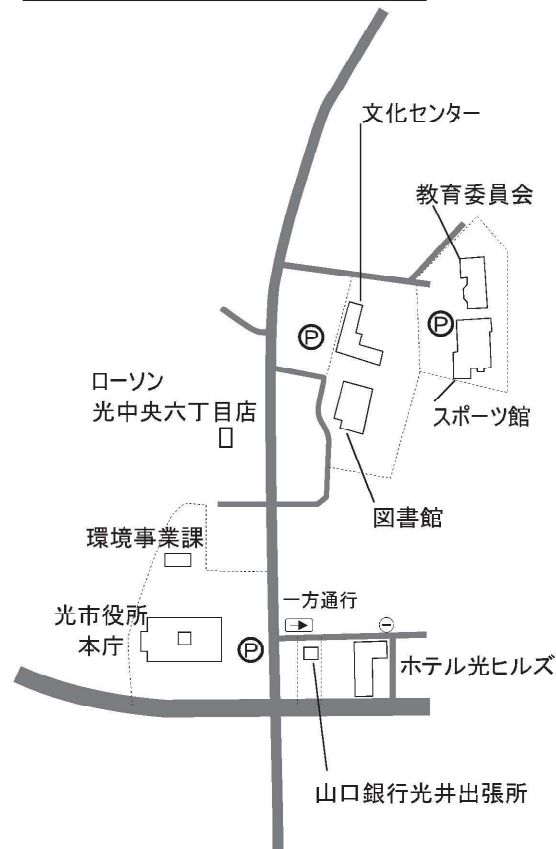 文化センター
教育委員会
P
P
ローソン
光中央六丁目店
スポーツ館
図書館
環境事業課
一方通行
光市役所
本庁
P
ホテル光ヒルズ
山口銀行光井出張所